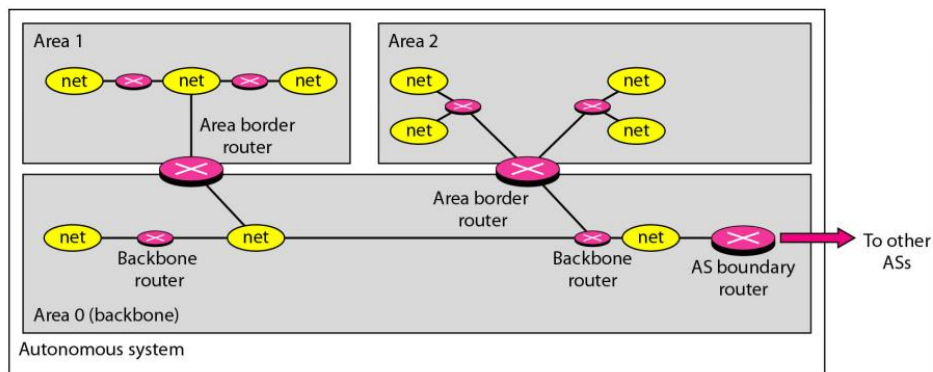 Area 1
net
net
net
Area border
router
Area 2
net
net
net
net
Area border
router
net
Backbone
router
net
Backbone
router
net
AS boundary
router
To other
ASs
Area 0 (backbone)
Autonomous system